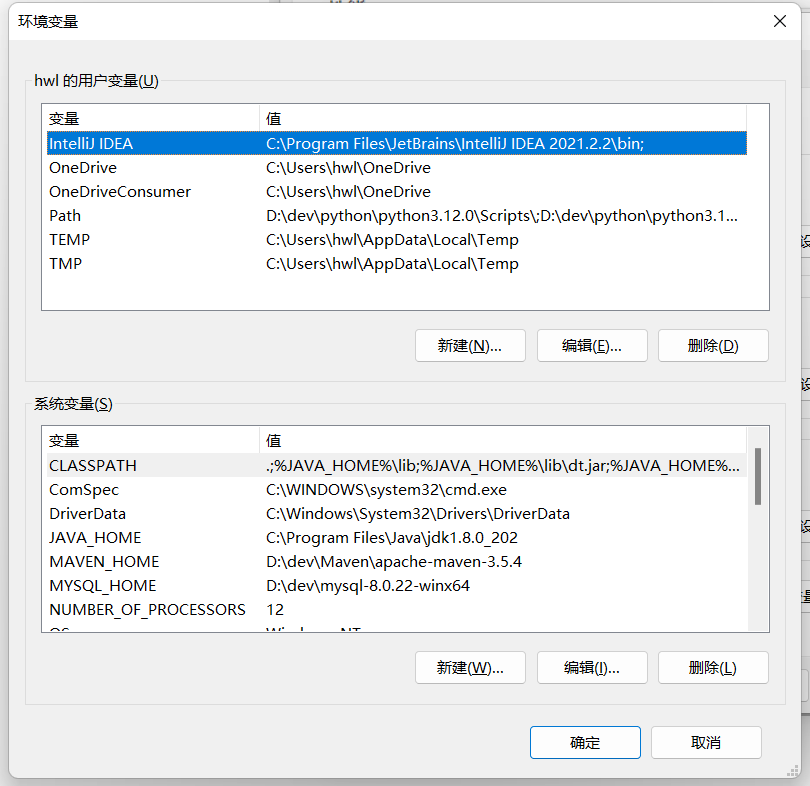 环境变量
hwl 的用户变量(U)
变量 值
IntelliJ IDEA C:\Program Files\JetBrains\IntelliJ IDEA 2021.2.2\bin;
OneDrive C:\Users\hwl\OneDrive
OneDriveConsumer C:\Users\hwl\OneDrive
Path D:\dev\python\python3.12.0\Scripts\;D:\dev\python\python3.1...
TEMP C:\Users\hwl\AppData\Local\Temp
TMP C:\Users\hwl\AppData\Local\Temp
新建(N)... 编辑(E)... 删除(D)
系统变量(S)
变量 值
CLASSPATH .;%JAVA_HOME%\lib;%JAVA_HOME%\lib\dt.jar;%JAVA_HOME%...
ComSpec C:\WINDOWS\system32\cmd.exe
DriverData C:\Windows\System32\Drivers\DriverData
JAVA_HOME C:\Program Files\Java\jdk1.8.0_202
MAVEN_HOME D:\dev\Maven\apache-maven-3.5.4
MYSQL_HOME D:\dev\mysql-8.0.22-winx64
NUMBER_OF_PROCESSORS 12
新建(W)... 编辑(I)... 删除(L)
确定 取消